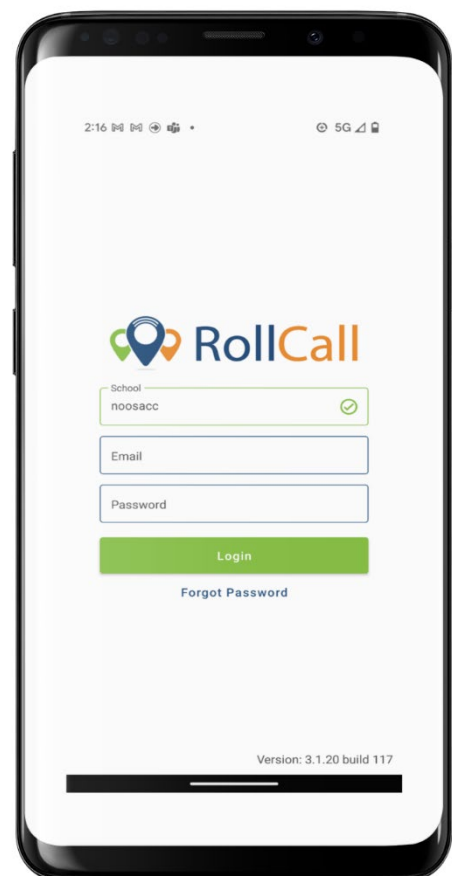 2:16
5G
RollCall
School
noosacc
Email
Password
Login
Forgot Password
Version: 3.1.20 build 117